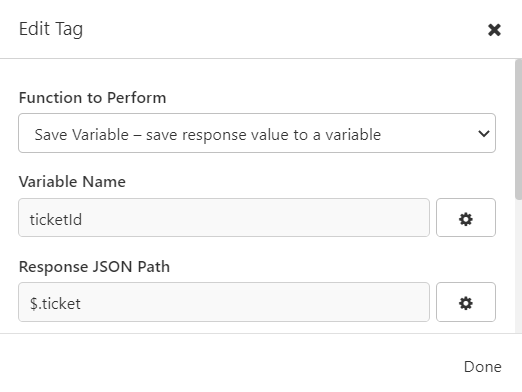 Edit Tag
Function to Perform
Save Variable – save response value to a variable
Variable Name
ticketId
Response JSON Path
$.ticket
Done